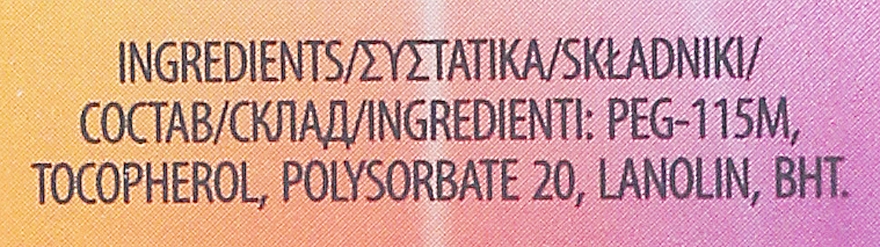 INGREDIENTS/ΣΥΣΤΑΤΙΚΑ/SKŁADNIKI/
СОСТАВ/СКЛАД/INGREDIENTI: PEG-115M,
TOCOPHEROL, POLYSORBATE 20, LANOLIN, BHT.